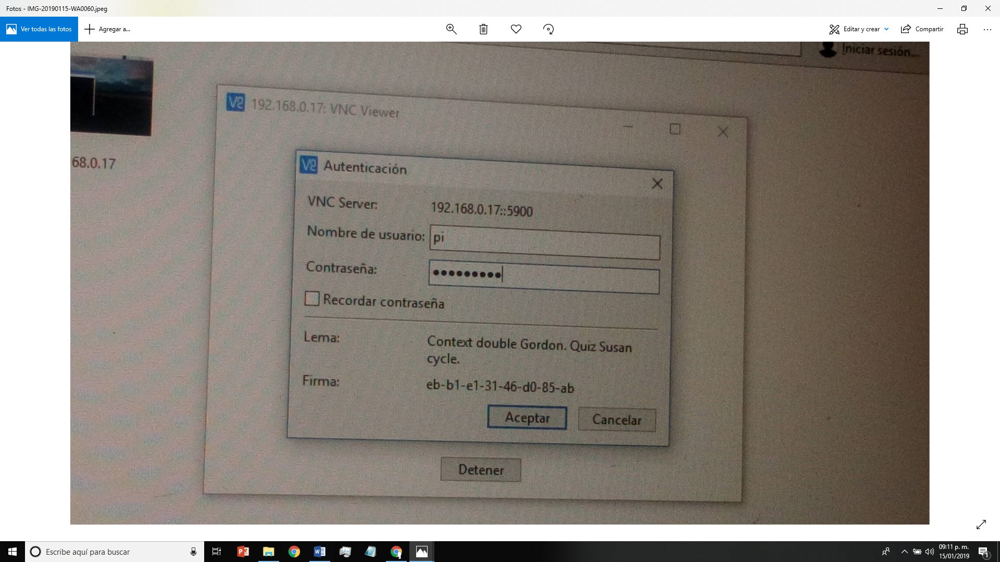 Fotos - IMG-20190115-WA0060.jpeg
Ver todas las fotos
Agregar a...
Editar y crear
Compartir
Iniciar sesión...
192.168.0.17: VNC Viewer
68.0.17
Autenticación
VNC Server:
192.168.0.17::5900
Nombre de usuario:
pi
Contraseña:
•••••••••
Recordar contraseña
Lema:
Context double Gordon. Quiz Susan
cycle.
Firma:
eb-b1-e1-31-46-d0-85-ab
Aceptar
Cancelar
Detener
Escribe aquí para buscar
09:11 p. m.
15/01/2019
1